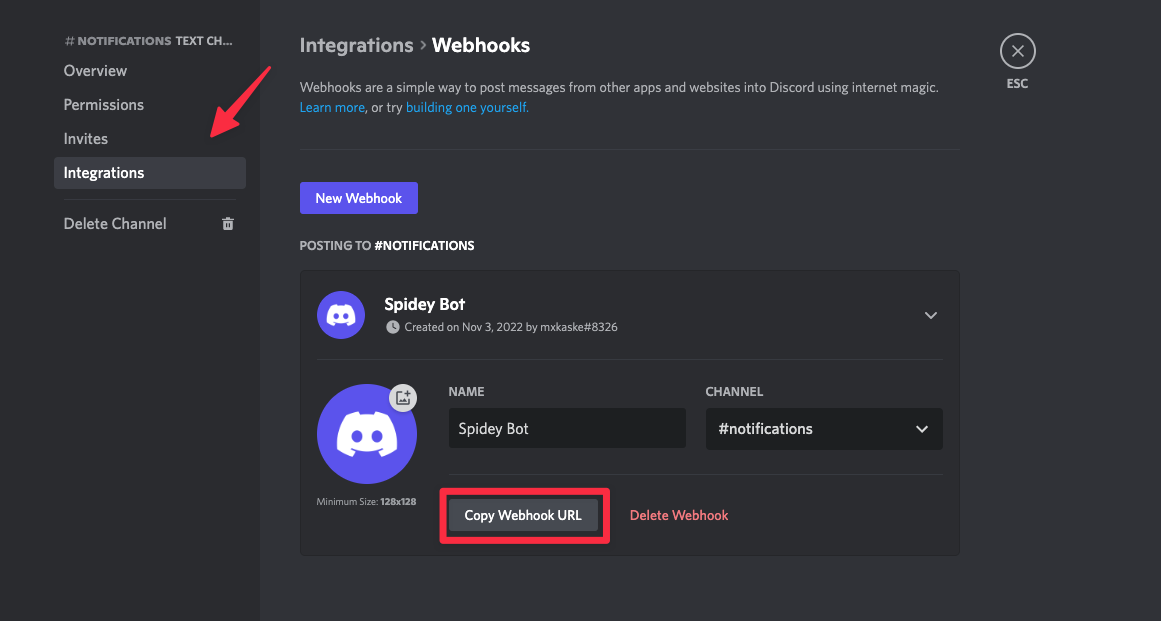 # NOTIFICATIONS TEXT CH...
Overview
Permissions
Invites
Integrations
Delete Channel
Integrations > Webhooks
Webhooks are a simple way to post messages from other apps and websites into Discord using internet magic.
Learn more, or try building one yourself.
ESC
New Webhook
POSTING TO #NOTIFICATIONS
Spidey Bot
Created on Nov 3, 2022 by mxkaske#8326
NAME
Spidey Bot
CHANNEL
#notifications
Minimum Size: 128x128
Copy Webhook URL
Delete Webhook